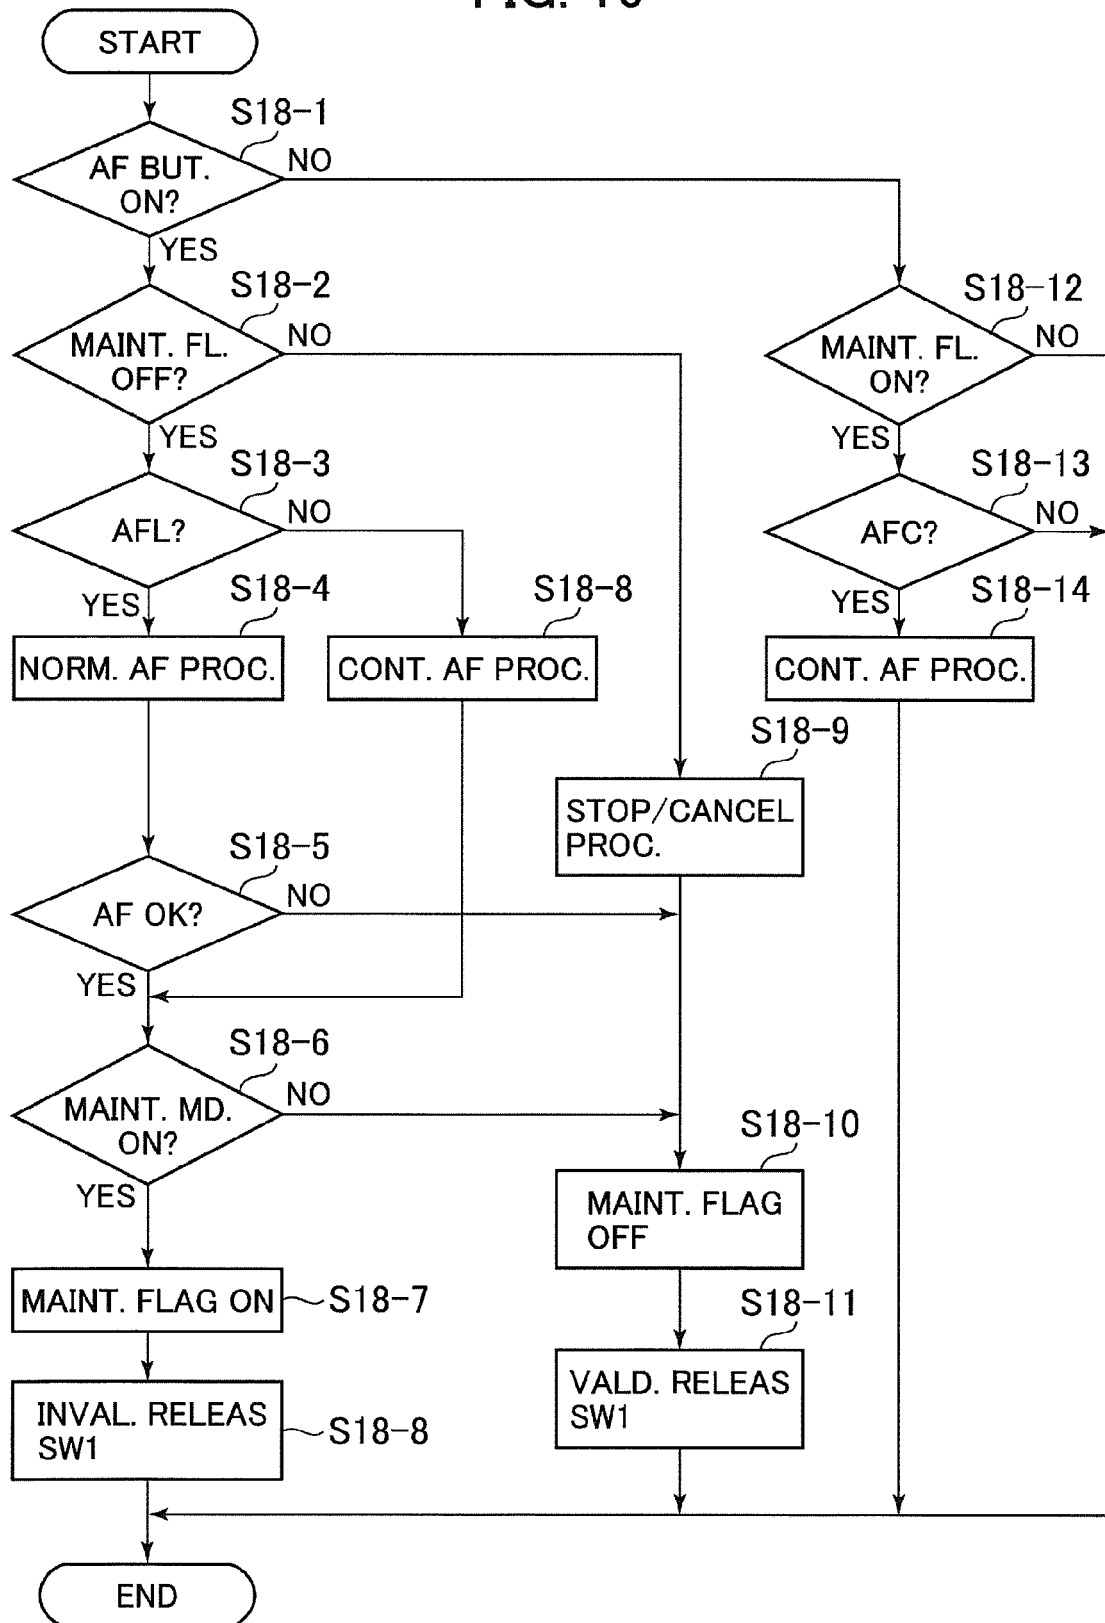 START
S18-1
AF BUT.
ON?
NO
YES
S18-2
MAINT. FL.
OFF?
NO
YES
S18-12
MAINT. FL.
ON?
NO
YES
S18-3
AFL?
NO
YES
S18-13
AFC?
NO
YES
S18-4
NORM. AF PROC.
S18-8
CONT. AF PROC.
S18-14
CONT. AF PROC.
S18-9
STOP/CANCEL
PROC.
S18-5
AF OK?
NO
YES
S18-6
MAINT. MD.
ON?
NO
YES
S18-10
MAINT. FLAG
OFF
S18-7
MAINT. FLAG ON
S18-11
VALD. RELEAS
SW1
INVAL. RELEAS
SW1
S18-8
END